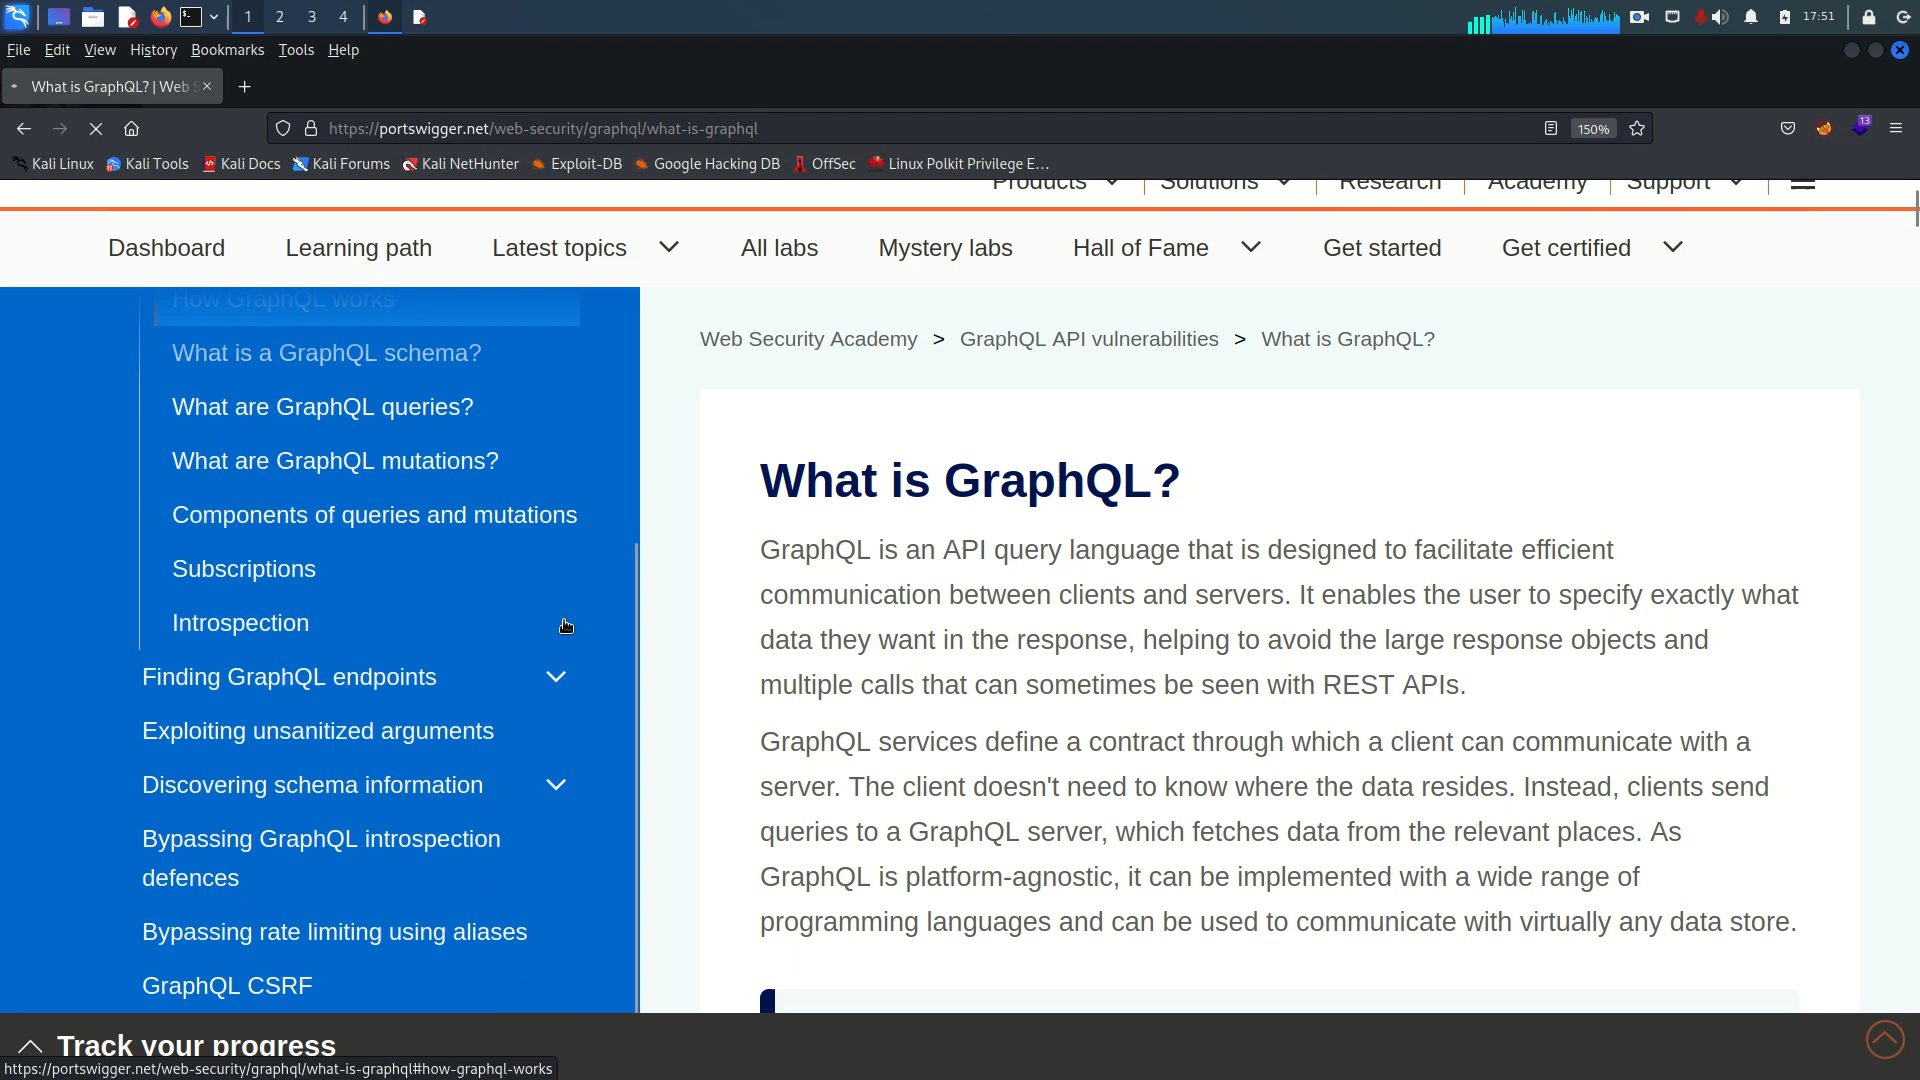 1 2 3 4
17:51
File Edit View History Bookmarks Tools Help
What is GraphQL? | Web S
https://portswigger.net/web-security/graphql/what-is-graphql
150%
13
Kali Linux Kali Tools Kali Docs Kali Forums Kali NetHunter Exploit-DB Google Hacking DB OffSec Linux Polkit Privilege E...
Products Solutions Research Academy Support
Dashboard Learning path Latest topics All labs Mystery labs Hall of Fame Get started Get certified
How GraphQL works
What is a GraphQL schema?
What are GraphQL queries?
What are GraphQL mutations?
Components of queries and mutations
Subscriptions
Introspection
Finding GraphQL endpoints
Exploiting unsanitized arguments
Discovering schema information
Bypassing GraphQL introspection
defences
Bypassing rate limiting using aliases
GraphQL CSRF
Web Security Academy > GraphQL API vulnerabilities > What is GraphQL?
What is GraphQL?
GraphQL is an API query language that is designed to facilitate efficient
communication between clients and servers. It enables the user to specify exactly what
data they want in the response, helping to avoid the large response objects and
multiple calls that can sometimes be seen with REST APIs.
GraphQL services define a contract through which a client can communicate with a
server. The client doesn't need to know where the data resides. Instead, clients send
queries to a GraphQL server, which fetches data from the relevant places. As
GraphQL is platform-agnostic, it can be implemented with a wide range of
programming languages and can be used to communicate with virtually any data store.
Track your progress
https://portswigger.net/web-security/graphql/what-is-graphql#how-graphql-works